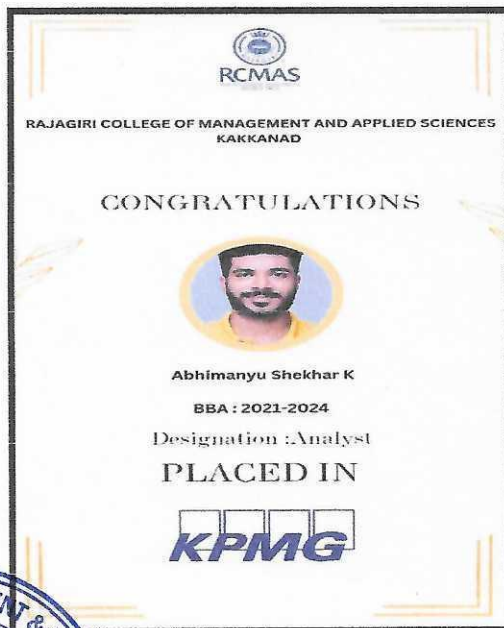 RCMAS
RAJAGIRI COLLEGE OF MANAGEMENT AND APPLIED SCIENCES
KAKKANAD
CONGRATULATIONS
Abhimanyu Shekhar K
BBA : 2021-2024
Designation :Analyst
PLACED IN
KPMG
NT &